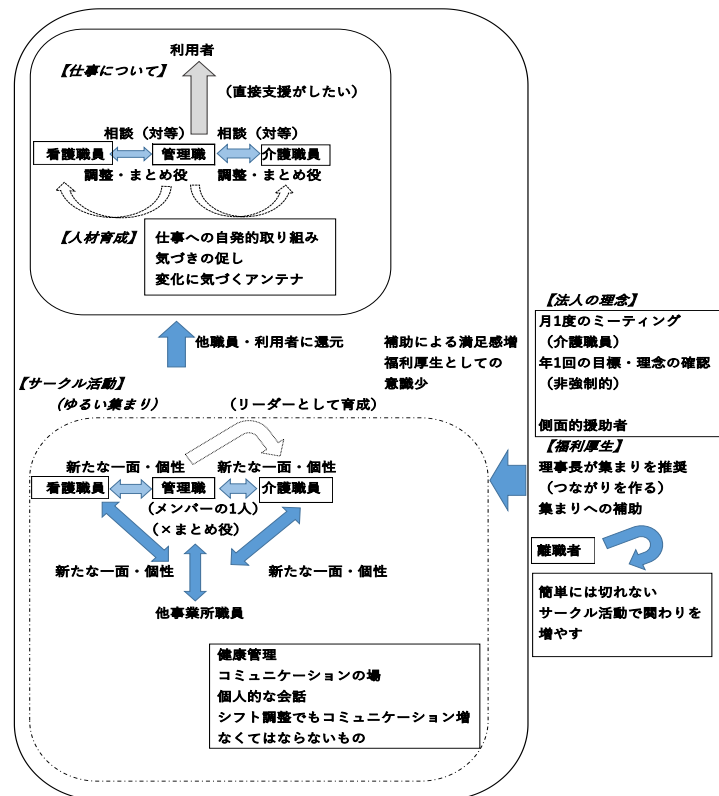 利用者
【仕事について】
（直接支援がしたい）
相談（対等）
相談（対等）
看護職員
管理職
介護職員
調整・まとめ役
調整・まとめ役
【人材育成】
仕事への自発的取り組み
気づきの促し
変化に気づくアンテナ
他職員・利用者に還元
補助による満足感増
福利厚生としての
意識少
【サークル活動】
（ゆるい集まり）
（リーダーとして育成）
新たな一面・個性
新たな一面・個性
看護職員
管理職
介護職員
（メンバーの1人）
（×まとめ役）
新たな一面・個性
新たな一面・個性
他事業所職員
健康管理
コミュニケーションの場
個人的な会話
シフト調整でもコミュニケーション増
なくてはならないもの
【法人の理念】
月1度のミーティング
（介護職員）
年1回の目標・理念の確認
（非強制的）
側面的援助者
【福利厚生】
理事長が集まりを推奨
（つながりを作る）
集まりへの補助
離職者
簡単には切れない
サークル活動で関わりを
増やす